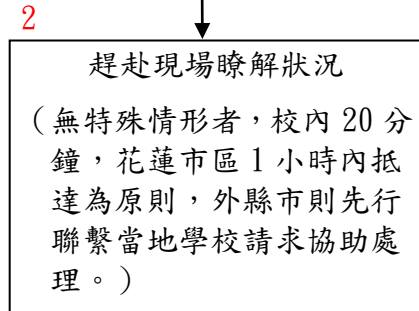 2
趕赴現場瞭解狀況
（無特殊情形者，校內 20 分
鐘，花蓮市區 1 小時內抵
達為原則，外縣市則先行
聯繫當地學校請求協助處
理。）